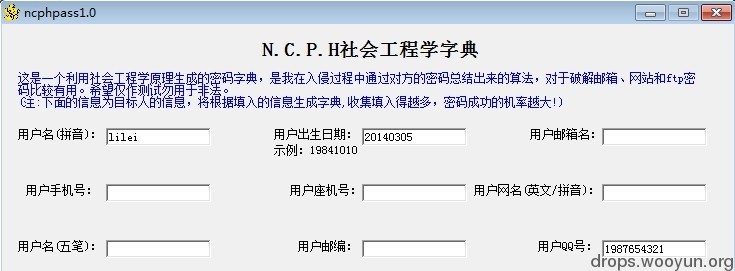 ncphpass1.0
N.C.P.H社会工程学字典
这是一个利用社会工程学原理生成的密码字典，是我在入侵过程中通过对方的密码总结出来的算法，对于破解邮箱、网站和ftp密
码比较有用。希望仅作测试勿用于非法。
(注:下面的信息为目标人的信息，将根据填入的信息生成字典,收集填入得越多，密码成功的机率越大!)
用户名(拼音): lilei 用户出生日期: 20140305 用户邮箱名:
示例: 19841010
用户手机号: 用户座机号: 用户网名(英文/拼音):
用户名(五笔): 用户邮编: 用户QQ号: 1987654321
drops.wooyun.org